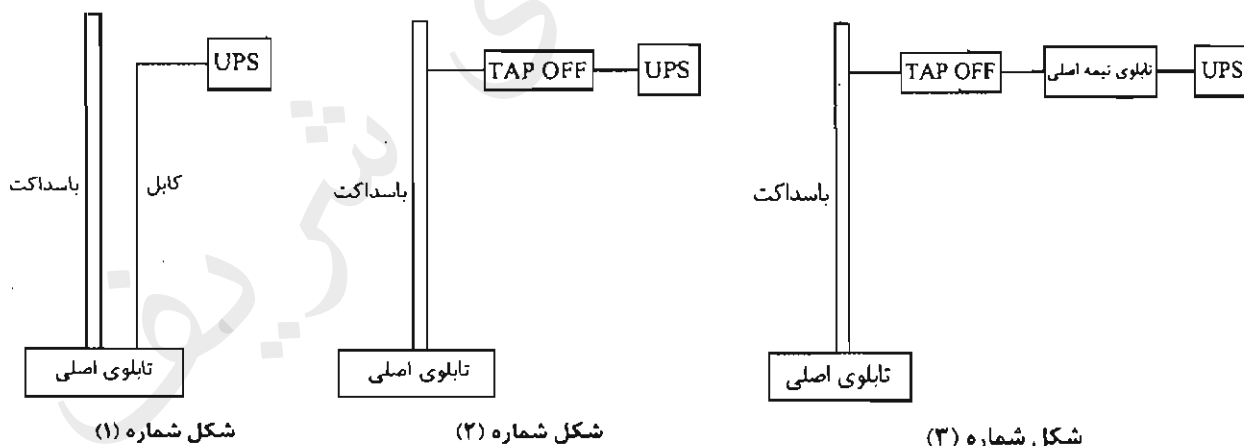 UPS
باسداکت
کابل
تابلوی اصلی
شکل شماره (۱)
TAP OFF
UPS
باسداکت
تابلوی اصلی
شکل شماره (۲)
TAP OFF
تابلوی نیمه اصلی
UPS
باسداکت
تابلوی اصلی
شکل شماره (۳)